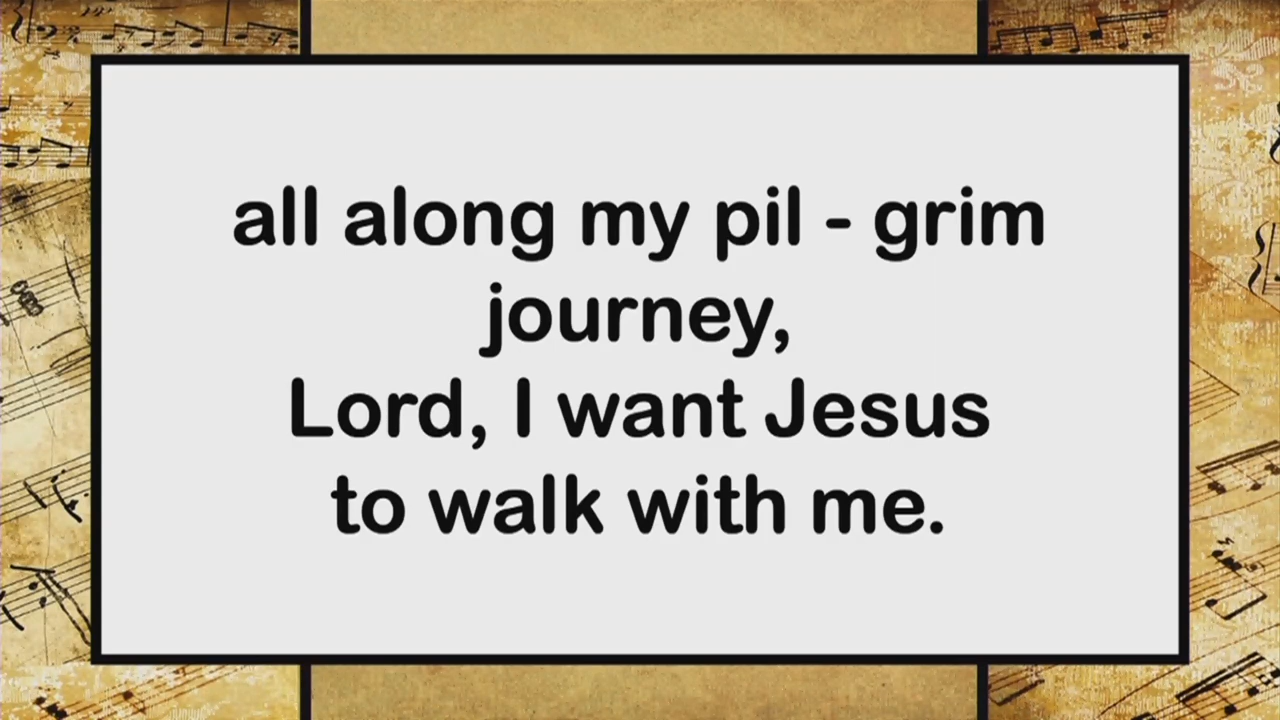 all along my pil - grim
journey,
Lord, I want Jesus
to walk with me.